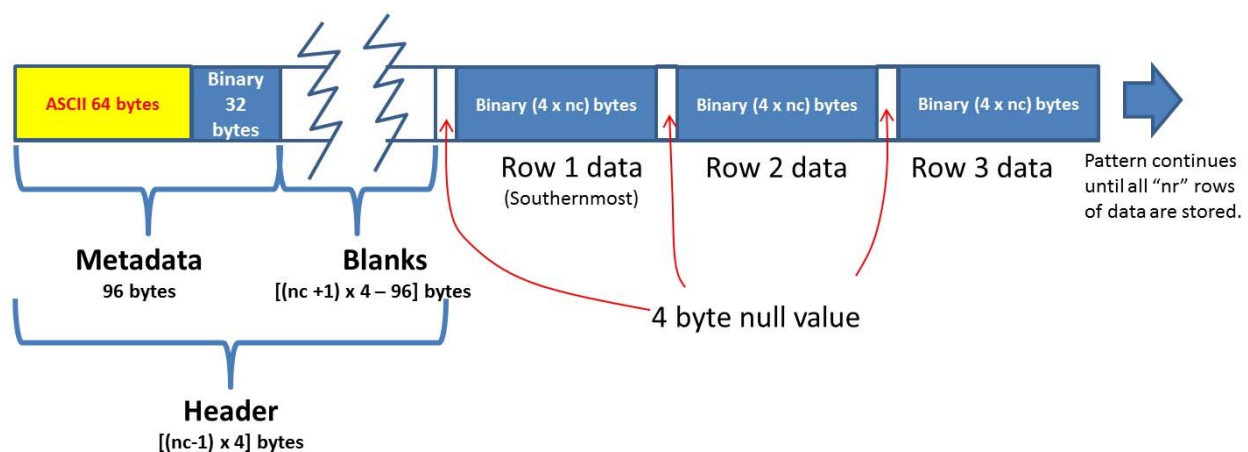 ASCII 64 bytes
Binary
32
bytes
Binary (4 x nc) bytes
Binary (4 x nc) bytes
Binary (4 x nc) bytes
Row 1 data
(Southernmost)
Row 2 data
Row 3 data
Pattern continues
until all “nr” rows
of data are stored.
Metadata
96 bytes
Blanks
[(nc +1) x 4 – 96] bytes
4 byte null value
Header
[(nc-1) x 4] bytes